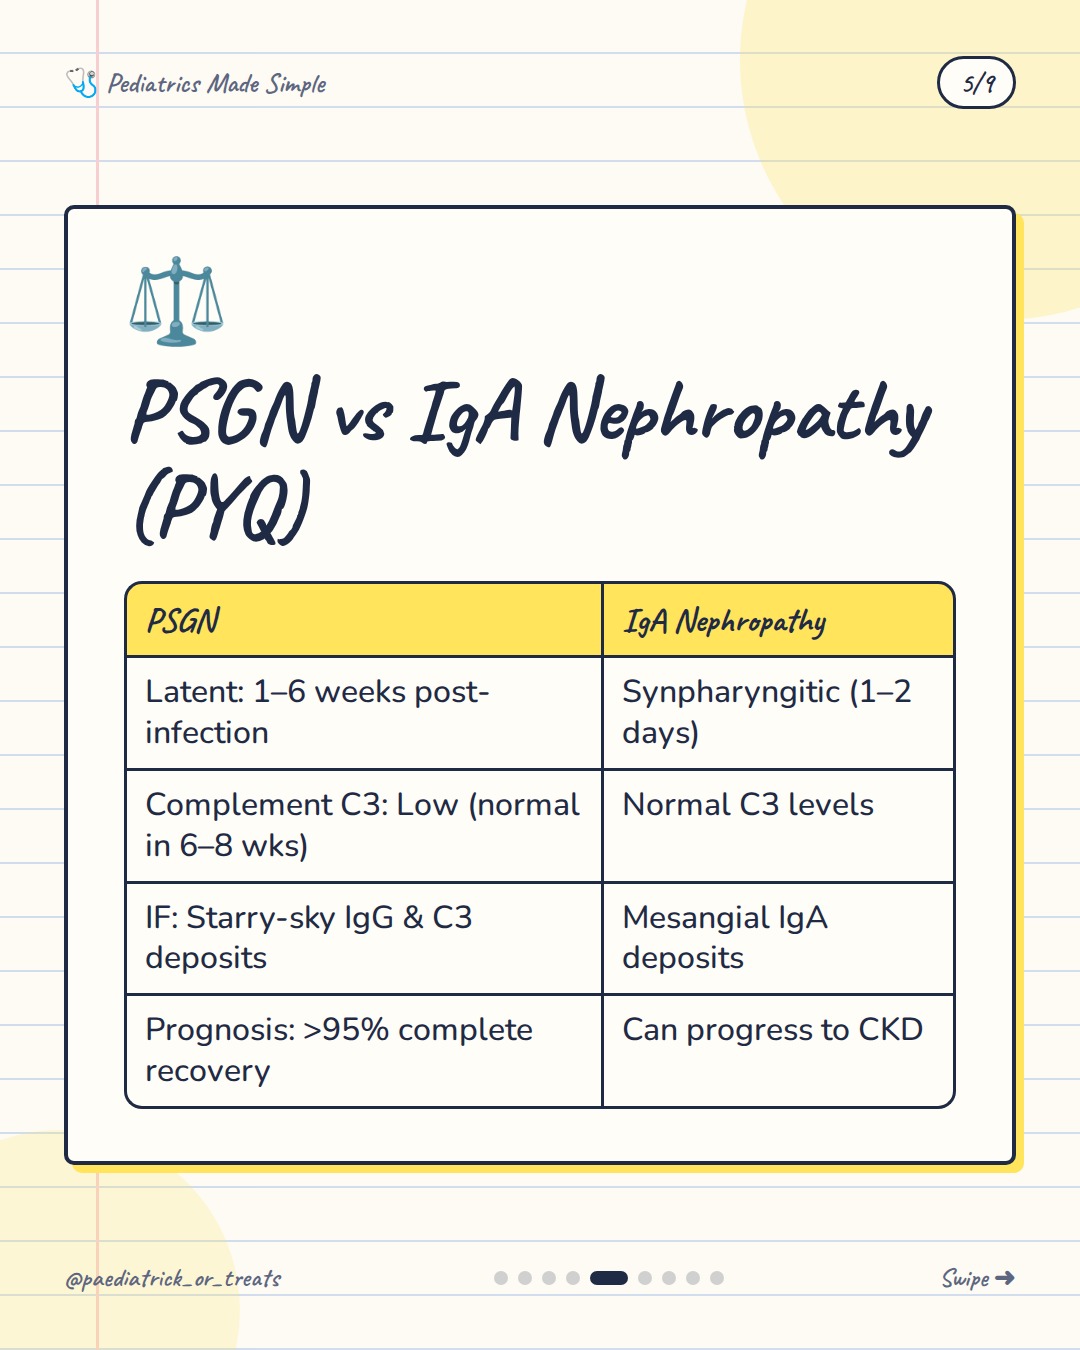 Pediatrics Made Simple
5/9
PSGN vs IgA Nephropathy
(PYQ)
PSGN
IgA Nephropathy
Latent: 1–6 weeks post-
infection
Synpharyngitic (1–2
days)
Complement C3: Low (normal
in 6–8 wks)
Normal C3 levels
IF: Starry-sky IgG & C3
deposits
Mesangial IgA
deposits
Prognosis: >95% complete
recovery
Can progress to CKD
@paediatrick_or_treats
Swipe ➜